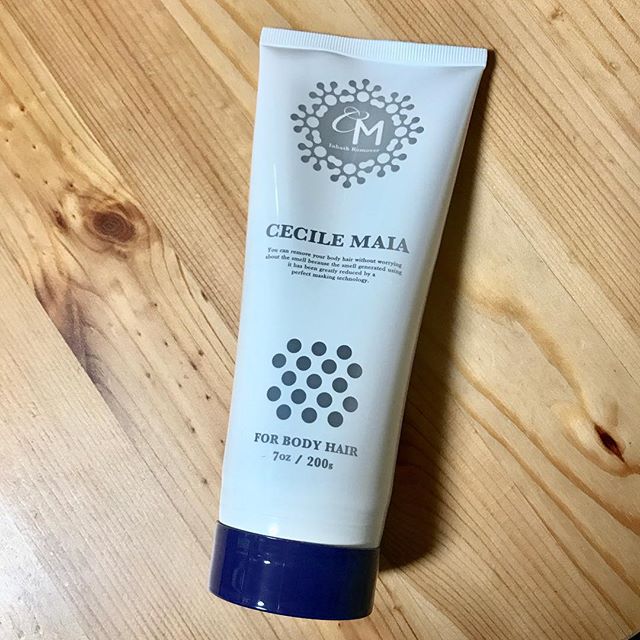 CM
Inbath Remover
CECILE MAIA
You can remove your body hair without worrying
about the smell because the smell generated using
it has been greatly reduced by a
perfect masking technology.
FOR BODY HAIR
7oz / 200g